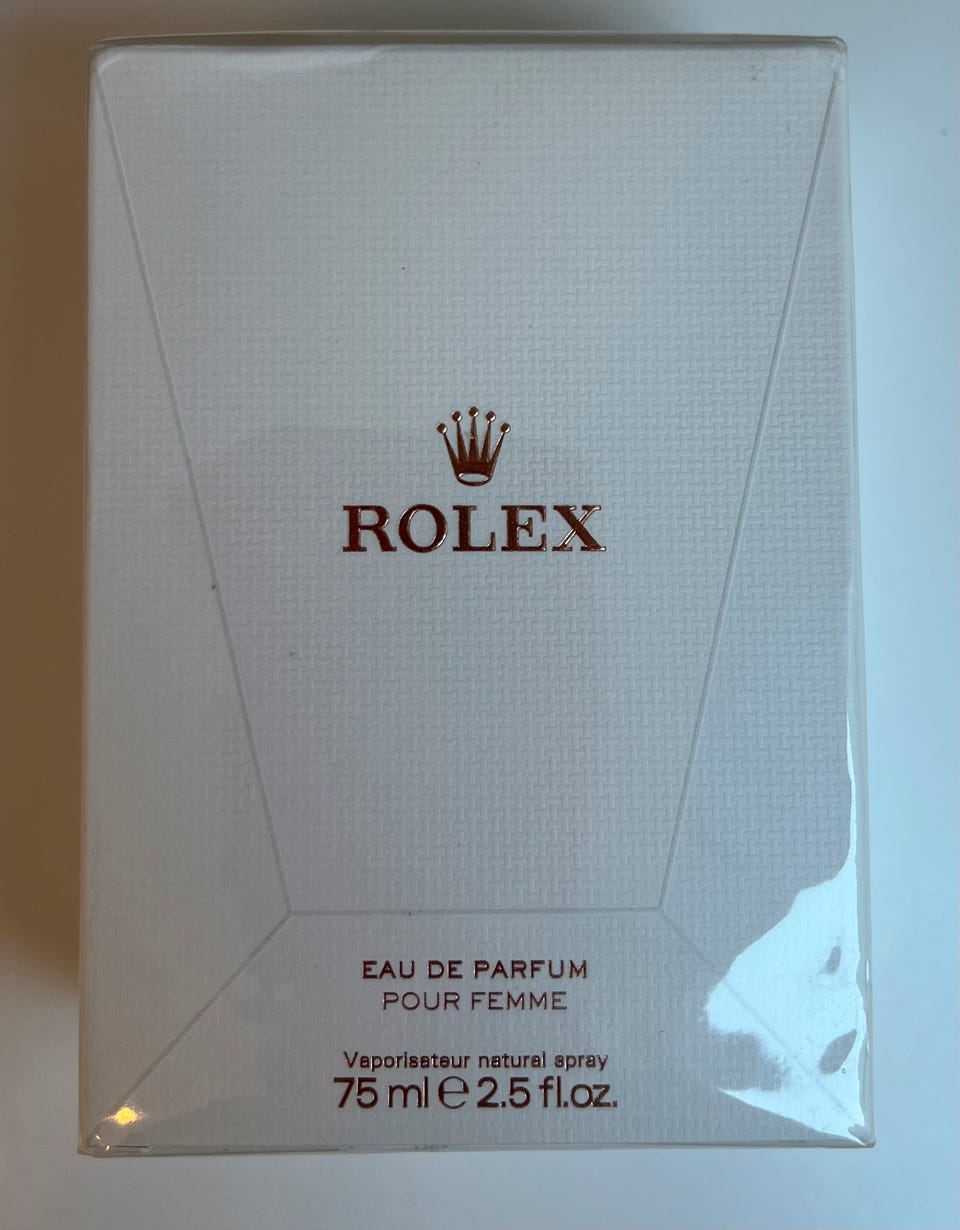 ROLEX
EAU DE PARFUM
POUR FEMME
Vaporisateur natural spray
75 ml ℮ 2.5 fl.oz.